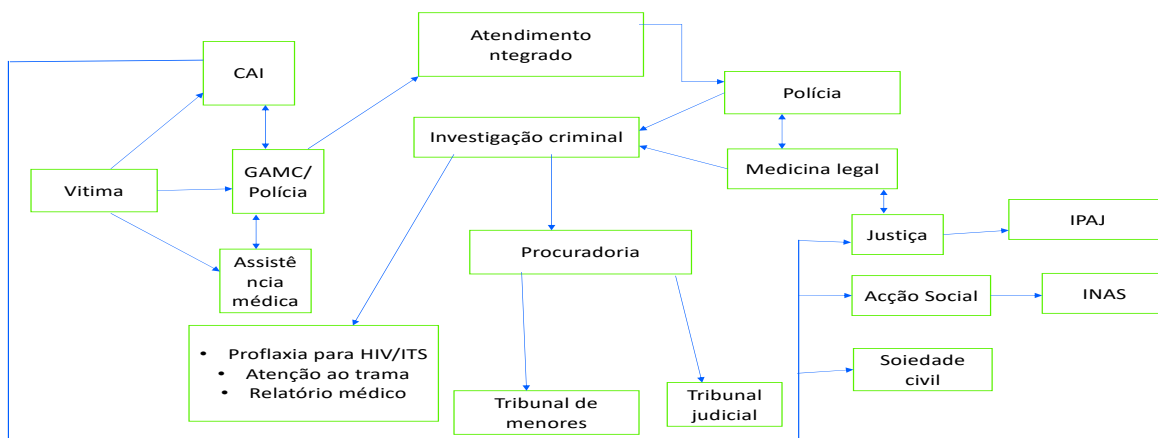 Atendimento
ntegrado
CAI
Polícia
Investigação criminal
GAMC/
Polícia
Medicina legal
Vitima
IPAJ
Justiça
Procuradoria
Assistê
ncia
médica
Acção Social
INAS
• Proflaxia para HIV/ITS
• Atenção ao trama
• Relatório médico
Soiedade
civil
Tribunal de
menores
Tribunal
judicial